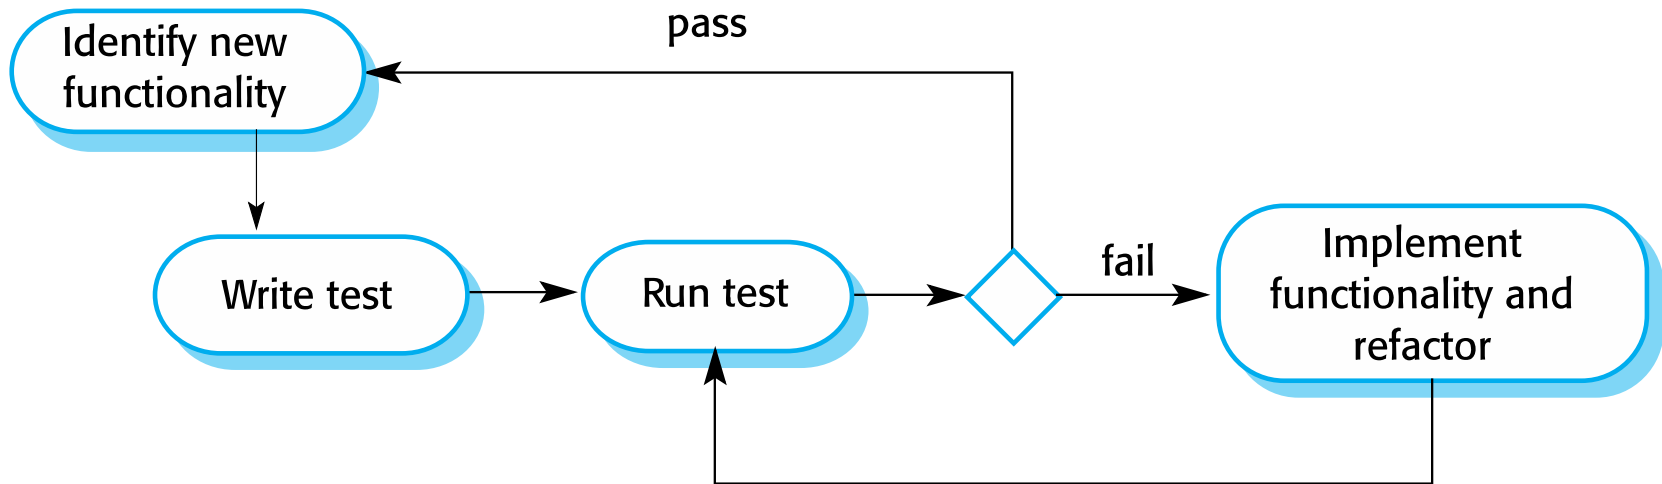 pass
Identify new
functionality
fail
Write test
Run test
Implement
functionality and
refactor